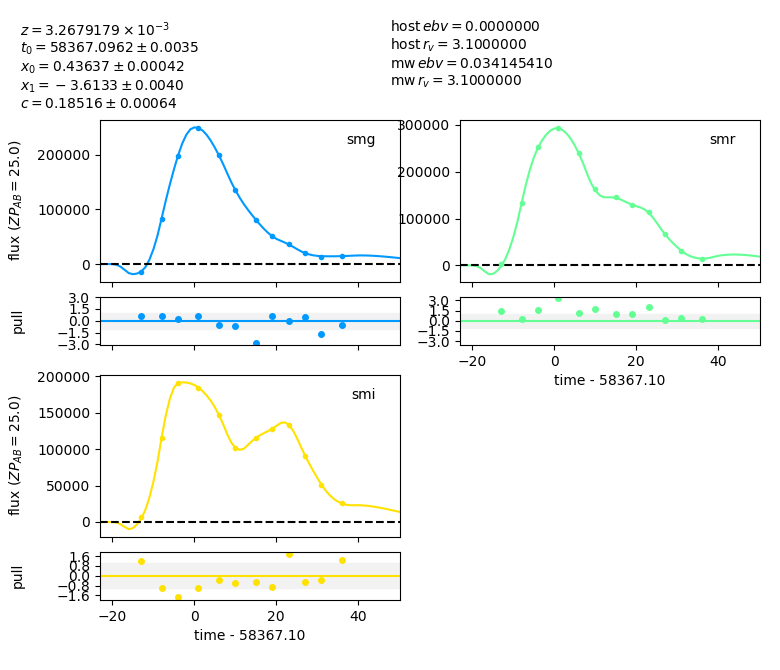 z = 3.2679179 × 10⁻³
t₀ = 58367.0962 ± 0.0035
x₀ = 0.43637 ± 0.00042
x₁ = −3.6133 ± 0.0040
c = 0.18516 ± 0.00064
host ebv = 0.0000000
host r_v = 3.1000000
mw ebv = 0.034145410
mw r_v = 3.1000000
smg
flux (ZP_AB = 25.0)
200000
100000
0
pull
3.0
1.5
0.0
−1.5
−3.0
smr
300000
200000
100000
0
3.0
1.5
0.0
−1.5
−3.0
−20 0 20 40
time - 58367.10
smi
flux (ZP_AB = 25.0)
200000
150000
100000
50000
0
pull
1.6
0.8
0.0
−0.8
−1.6
−20 0 20 40
time - 58367.10